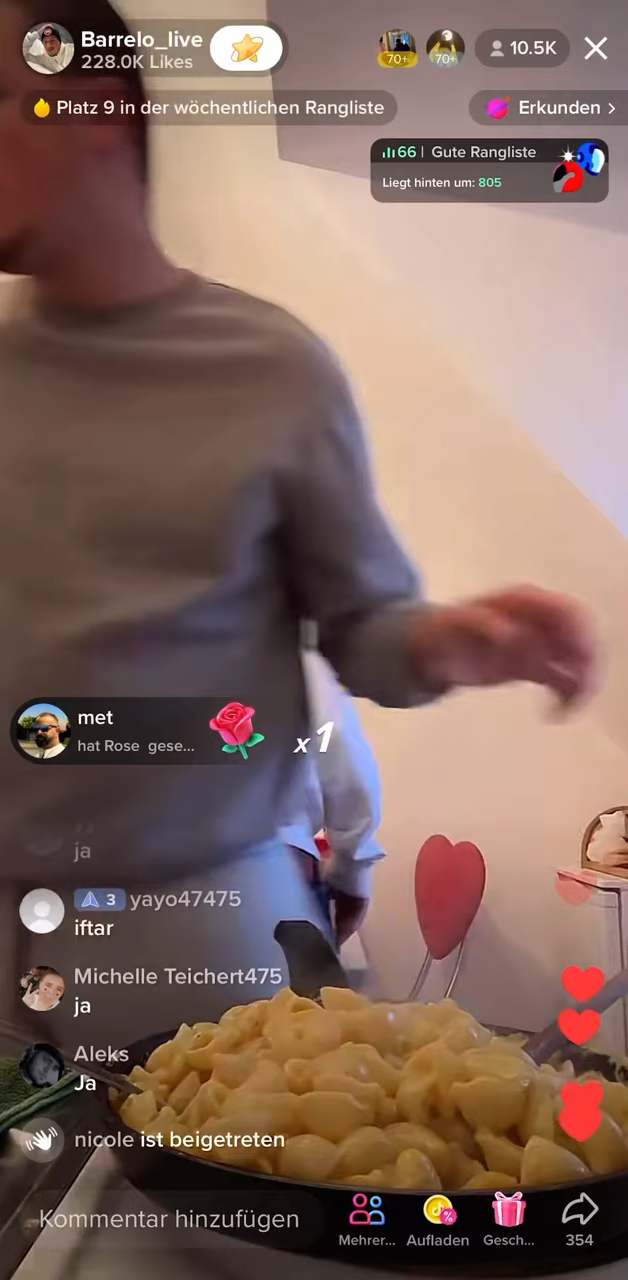 Barrelo_live
228.0K Likes
70+
70+
10.5K
Platz 9 in der wöchentlichen Rangliste
Erkunden >
66 | Gute Rangliste
Liegt hinten um: 805
met
hat Rose gese...
x1
ja
3 yayo47475
iftar
Michelle Teichert475
ja
Aleks
Ja
nicole ist beigetreten
Kommentar hinzufügen
Mehrer...
Aufladen
Gesch...
354